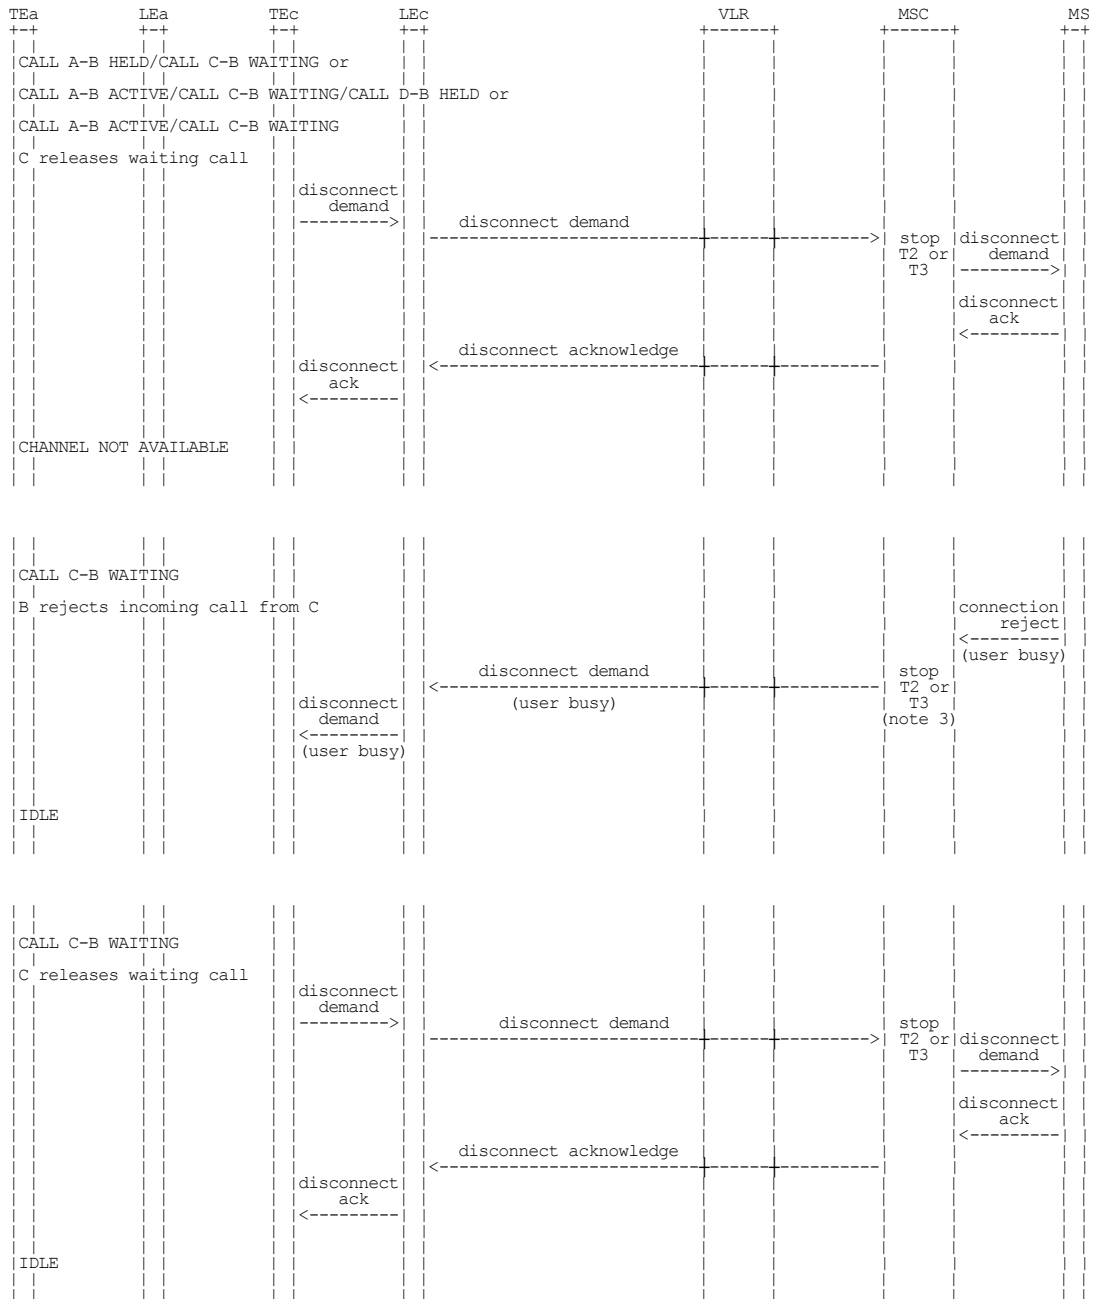 TEa LEa TEc LEc VLR MSC MS
CALL A-B HELD/CALL C-B WAITING or
CALL A-B ACTIVE/CALL C-B WAITING/CALL D-B HELD or
CALL A-B ACTIVE/CALL C-B WAITING
C releases waiting call
disconnect
demand
disconnect demand
stop disconnect
T2 or demand
T3
disconnect
ack
disconnect acknowledge
disconnect
ack
CHANNEL NOT AVAILABLE
CALL C-B WAITING
B rejects incoming call from C connection
reject
(user busy)
disconnect demand stop
T2 or
disconnect (user busy) T3
demand (note 3)
(user busy)
IDLE
CALL C-B WAITING
C releases waiting call
disconnect
demand
disconnect demand stop
T2 or disconnect
T3 demand
disconnect
ack
disconnect acknowledge
disconnect
ack
IDLE